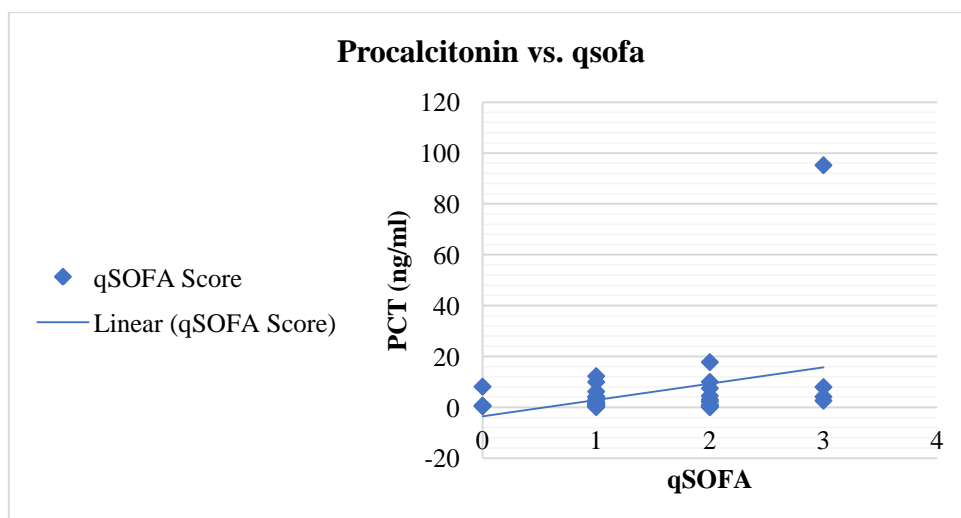 Procalcitonin vs. qsofa
120
100
80
60
40
20
0
-20
PCT (ng/ml)
0 1 2 3 4
qSOFA
qSOFA Score
Linear (qSOFA Score)